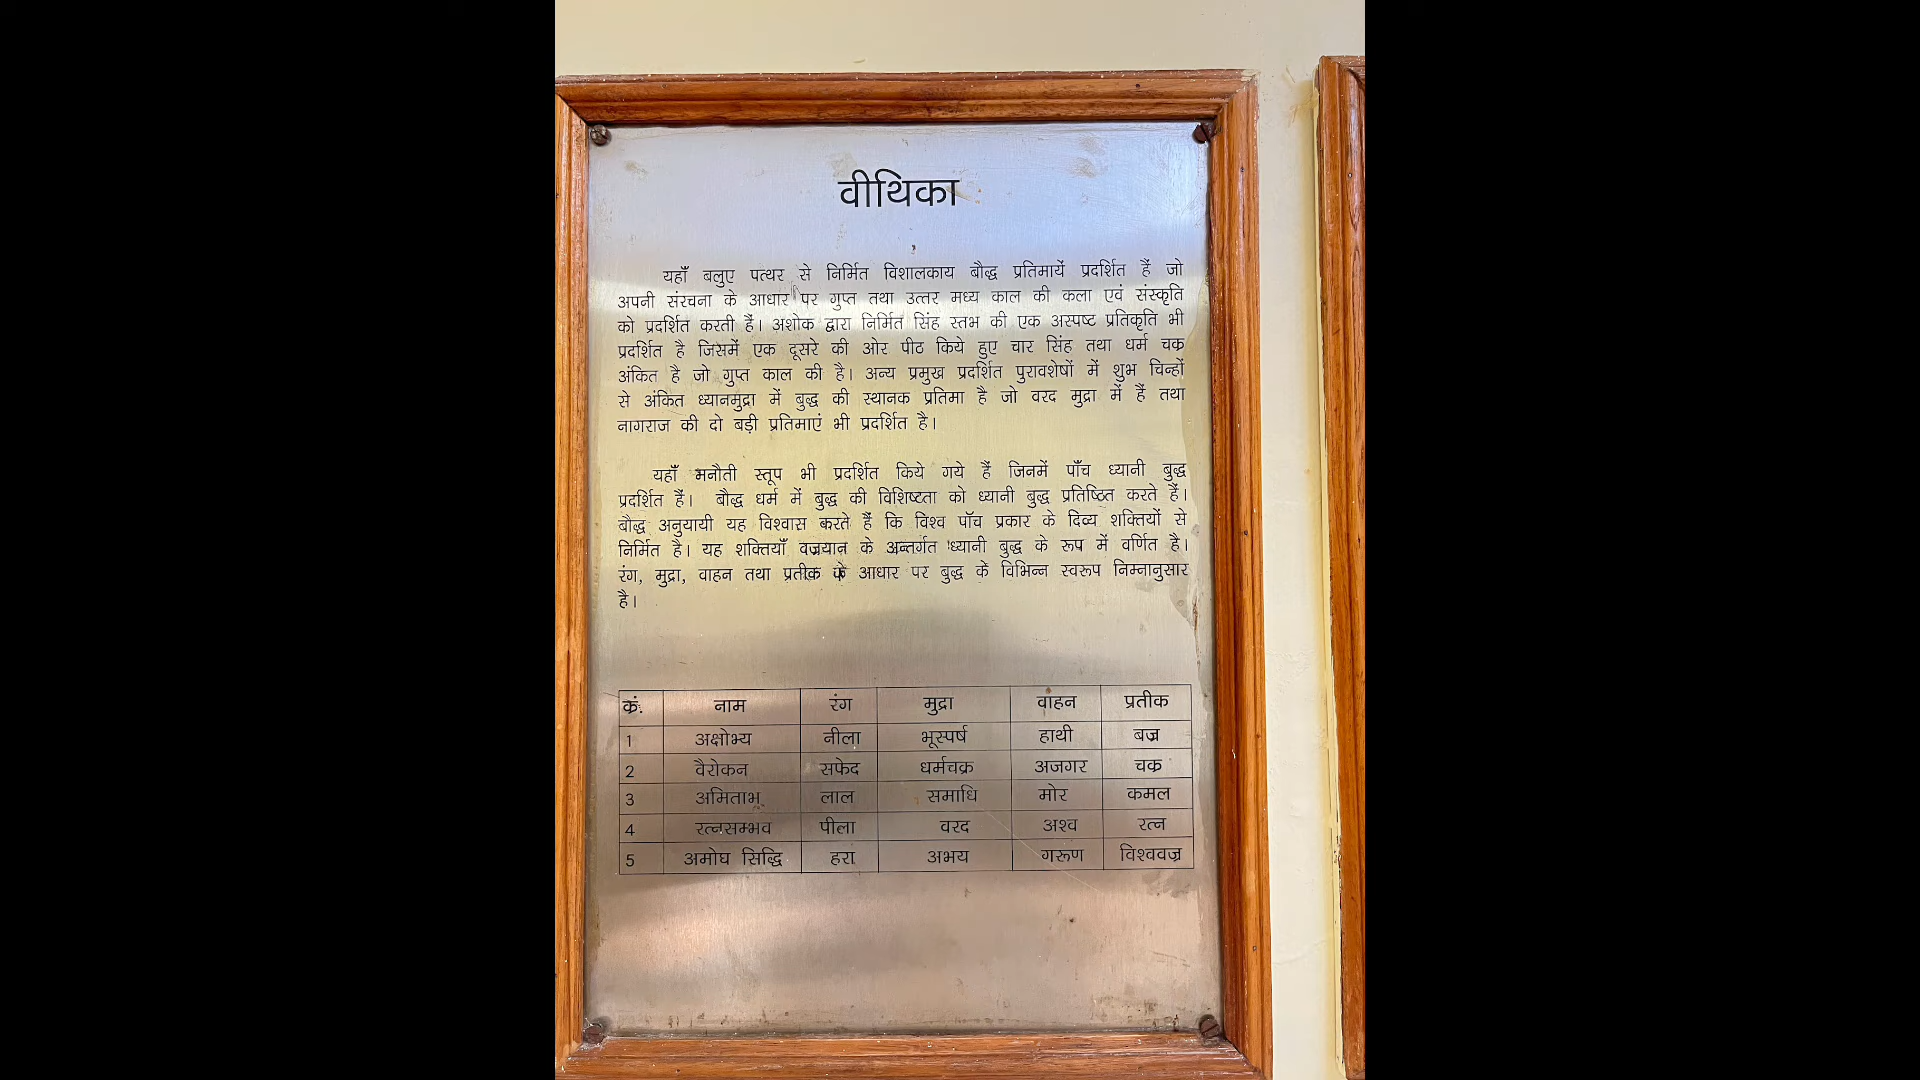 वीथिका
यहाँ बलुए पत्थर से निर्मित विशालकाय बौद्ध प्रतिमायें प्रदर्शित हैं जो
अपनी संरचना के आधार पर गुप्त तथा उत्तर मध्य काल की कला एवं संस्कृति
को प्रदर्शित करती हैं। अशोक द्वारा निर्मित सिंह स्तभ की एक अस्पष्ट प्रतिकृति भी
प्रदर्शित है जिसमें एक दूसरे की ओर पीठ किये हुए चार सिंह तथा धर्म चक्र
अंकित है जो गुप्त काल की है। अन्य प्रमुख प्रदर्शित पुरावशेषों में शुभ चिन्हों
से अंकित ध्यानमुद्रा में बुद्ध की स्थानक प्रतिमा है जो वरद मुद्रा में हैं तथा
नागराज की दो बड़ी प्रतिमाएं भी प्रदर्शित है।
यहाँ मनौती स्तूप भी प्रदर्शित किये गये हैं जिनमें पाँच ध्यानी बुद्ध
प्रदर्शित हैं। बौद्ध धर्म में बुद्ध की विशिष्टता को ध्यानी बुद्ध प्रतिष्ठित करते हैं।
बौद्ध अनुयायी यह विश्वास करते हैं कि विश्व पॉच प्रकार के दिव्य शक्तियों से
निर्मित है। यह शक्तियाँ वज्रयान के अन्तर्गत ध्यानी बुद्ध के रूप में वर्णित है।
रंग, मुद्रा, वाहन तथा प्रतीक के आधार पर बुद्ध के विभिन्न स्वरूप निम्नानुसार
है।
क्रं. नाम रंग मुद्रा वाहन प्रतीक
1 अक्षोभ्य नीला भूस्पर्ष हाथी बज्र
2 वैरोकन सफेद धर्मचक्र अजगर चक्र
3 अमिताभ् लाल समाधि मोर कमल
4 रत्नसम्भव पीला वरद अश्व रत्न
5 अमोघ सिद्धि हरा अभय गरूण विश्ववज्र